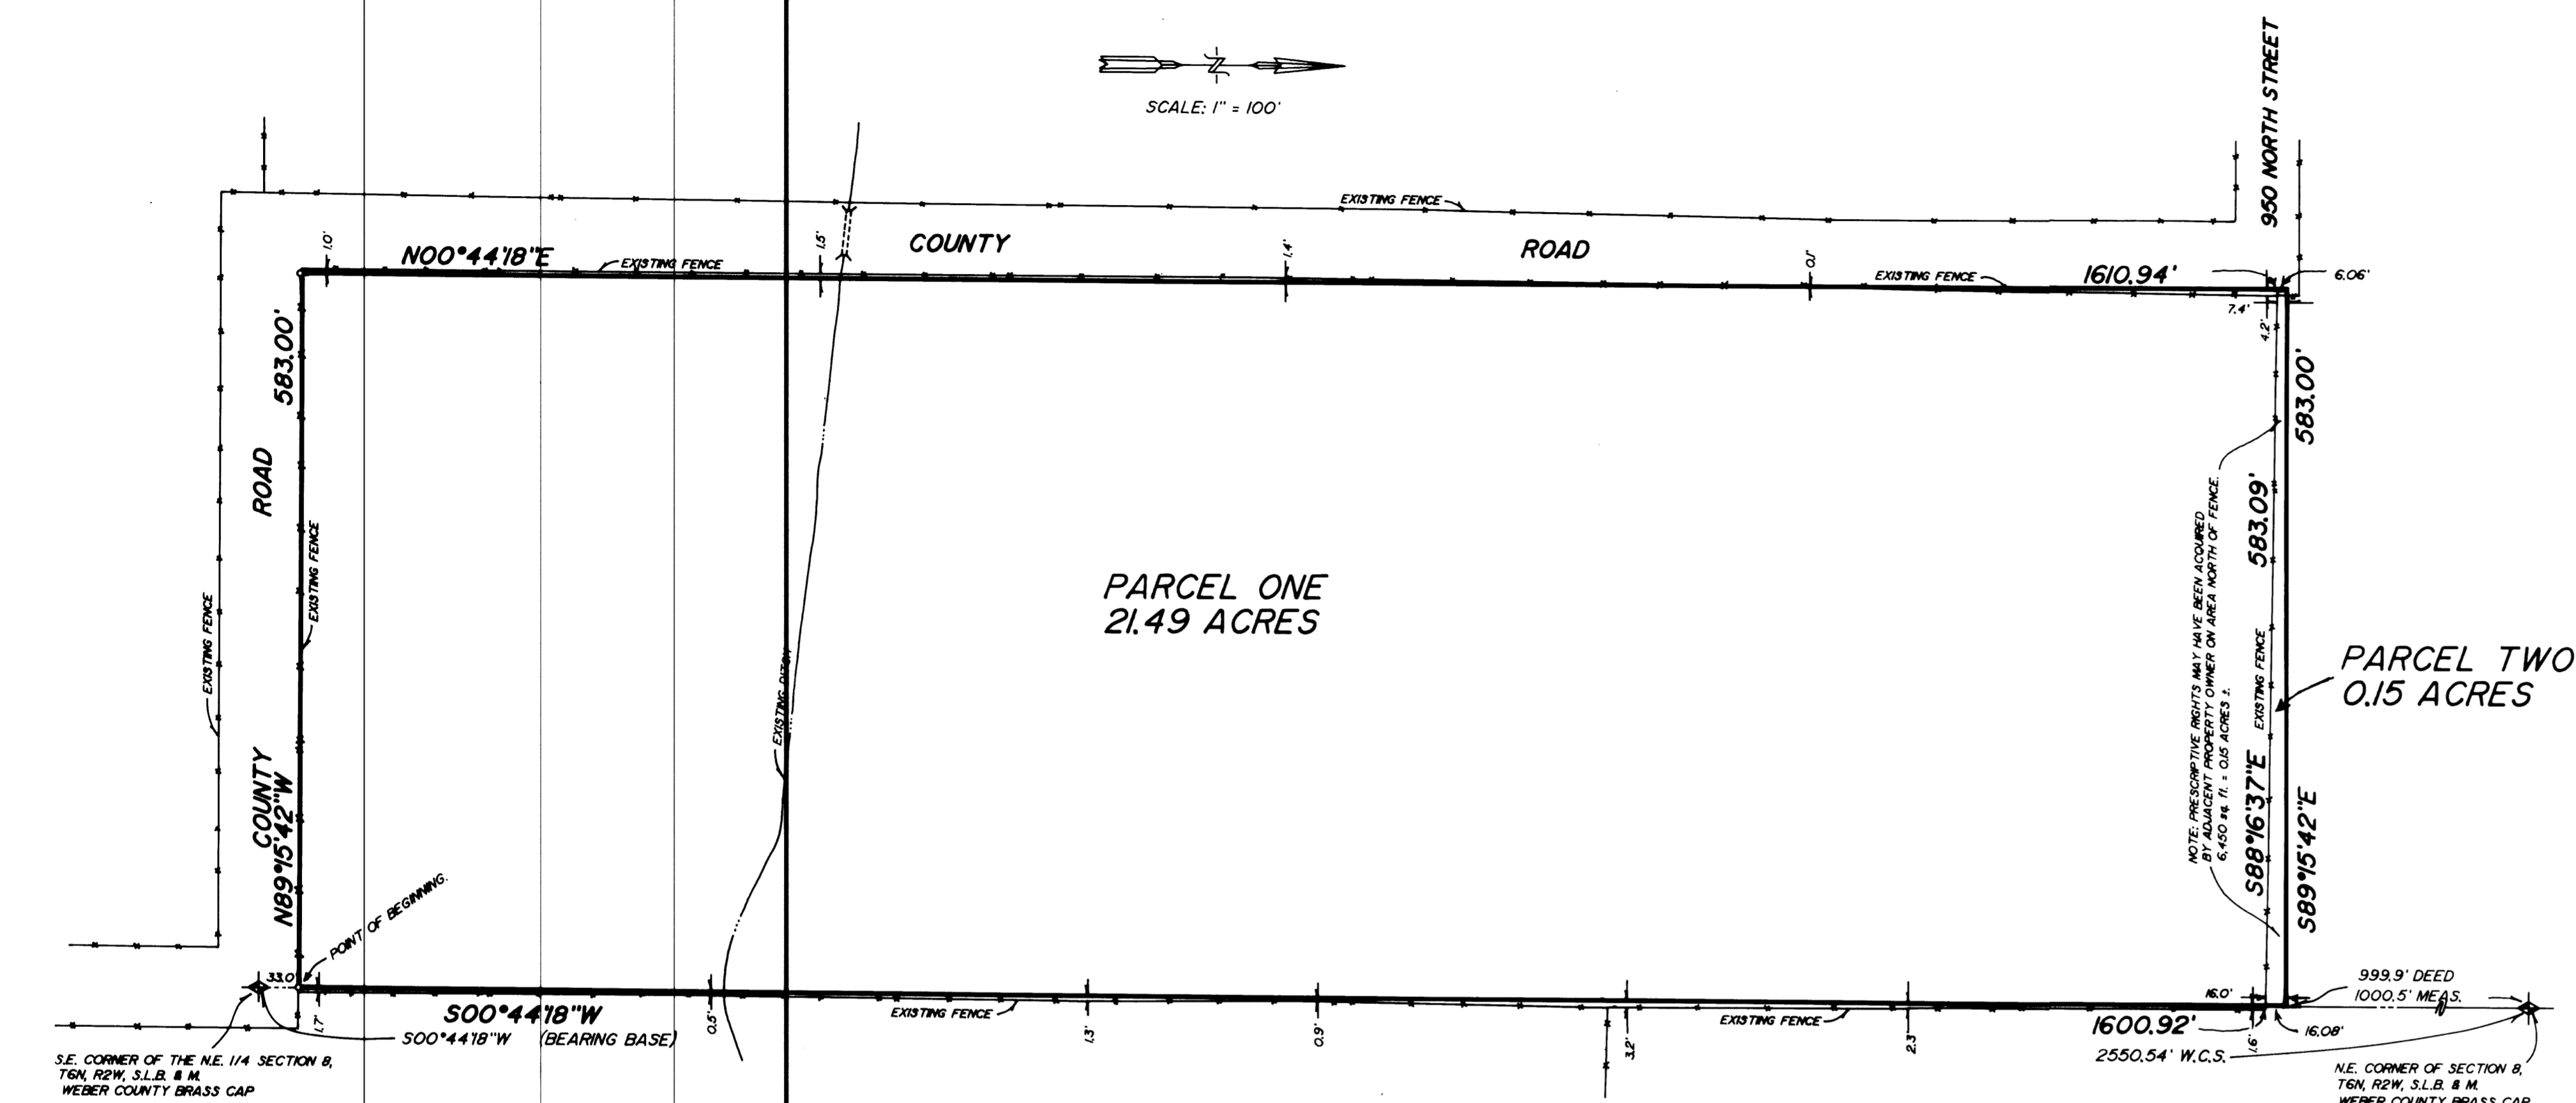 SCALE: 1" = 100'
950 NORTH STREET
EXISTING FENCE
N00°44'18"E
1.0'
EXISTING FENCE
1.5'
COUNTY
1.4'
ROAD
0.1'
EXISTING FENCE
1610.94'
6.06'
7.4'
4.2'
583.00'
ROAD
COUNTY
N89°15'42"W
EXISTING FENCE
EXISTING FENCE
EXISTING DITCH
PARCEL ONE
21.49 ACRES
583.00'
583.09'
EXISTING FENCE
S88°16'37"E
S89°15'42"E
NOTE: PRESCRIPTIVE RIGHTS MAY HAVE BEEN ACQUIRED
BY ADJACENT PROPERTY OWNER ON AREA NORTH OF FENCE.
6,450 sq. ft. = 0.15 ACRES ±.
PARCEL TWO
0.15 ACRES
POINT OF BEGINNING.
33.0'
1.7'
S00°44'18"W
S00°44'18"W (BEARING BASE)
0.5'
EXISTING FENCE
1.3'
0.9'
3.2'
EXISTING FENCE
2.3'
16.0'
1600.92'
1.6'
16.08'
2550.54' W.C.S.
999.9' DEED
1000.5' MEAS.
S.E. CORNER OF THE N.E. 1/4 SECTION 8,
T6N, R2W, S.L.B. & M.
WEBER COUNTY BRASS CAP
N.E. CORNER OF SECTION 8,
T6N, R2W, S.L.B. & M.
WEBER COUNTY BRASS CAP